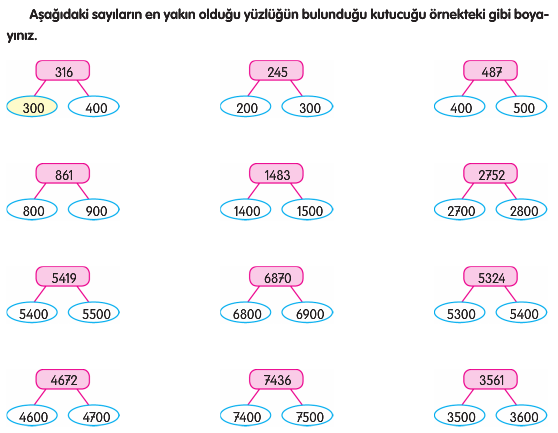 Aşağıdaki sayıların en yakın olduğu yüzlüğün bulunduğu kutucuğu örnekteki gibi boya-
yınız.
316 245 487
300 400 200 300 400 500
861 1483 2752
800 900 1400 1500 2700 2800
5419 6870 5324
5400 5500 6800 6900 5300 5400
4672 7436 3561
4600 4700 7400 7500 3500 3600